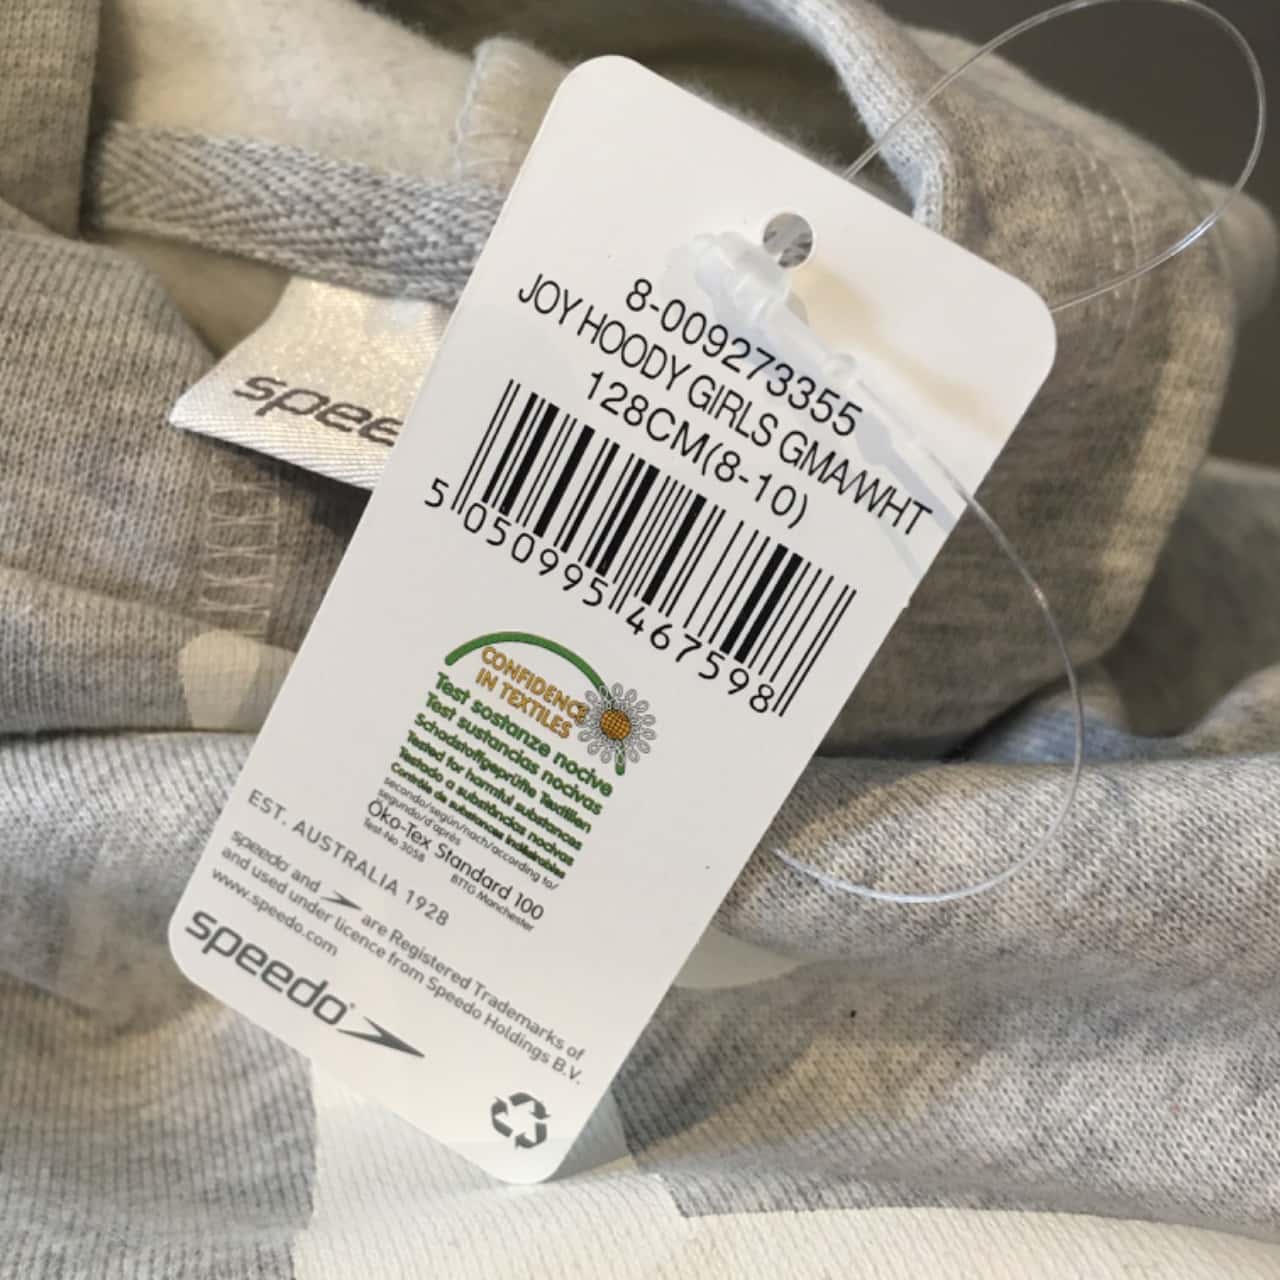 8-009273355
JOY HOODY GIRLS GMA/WHT
128CM(8-10)
5 050995 467598
CONFIDENCE
IN TEXTILES
Test sostanze nocive
Test sustancias nocivas
Schadstoffgeprüfte Textilien
Tested for harmful substances
Testado a substâncias nocivas
Contrôle de substances indésirables
secondo/según/nach/according to/
segundo/d'après
Öko-Tex Standard 100
Test-No 3058 BTTG Manchester
EST. AUSTRALIA 1928
speedo and are Registered Trademarks of
and used under licence from Speedo Holdings B.V.
www.speedo.com
speedo
spee